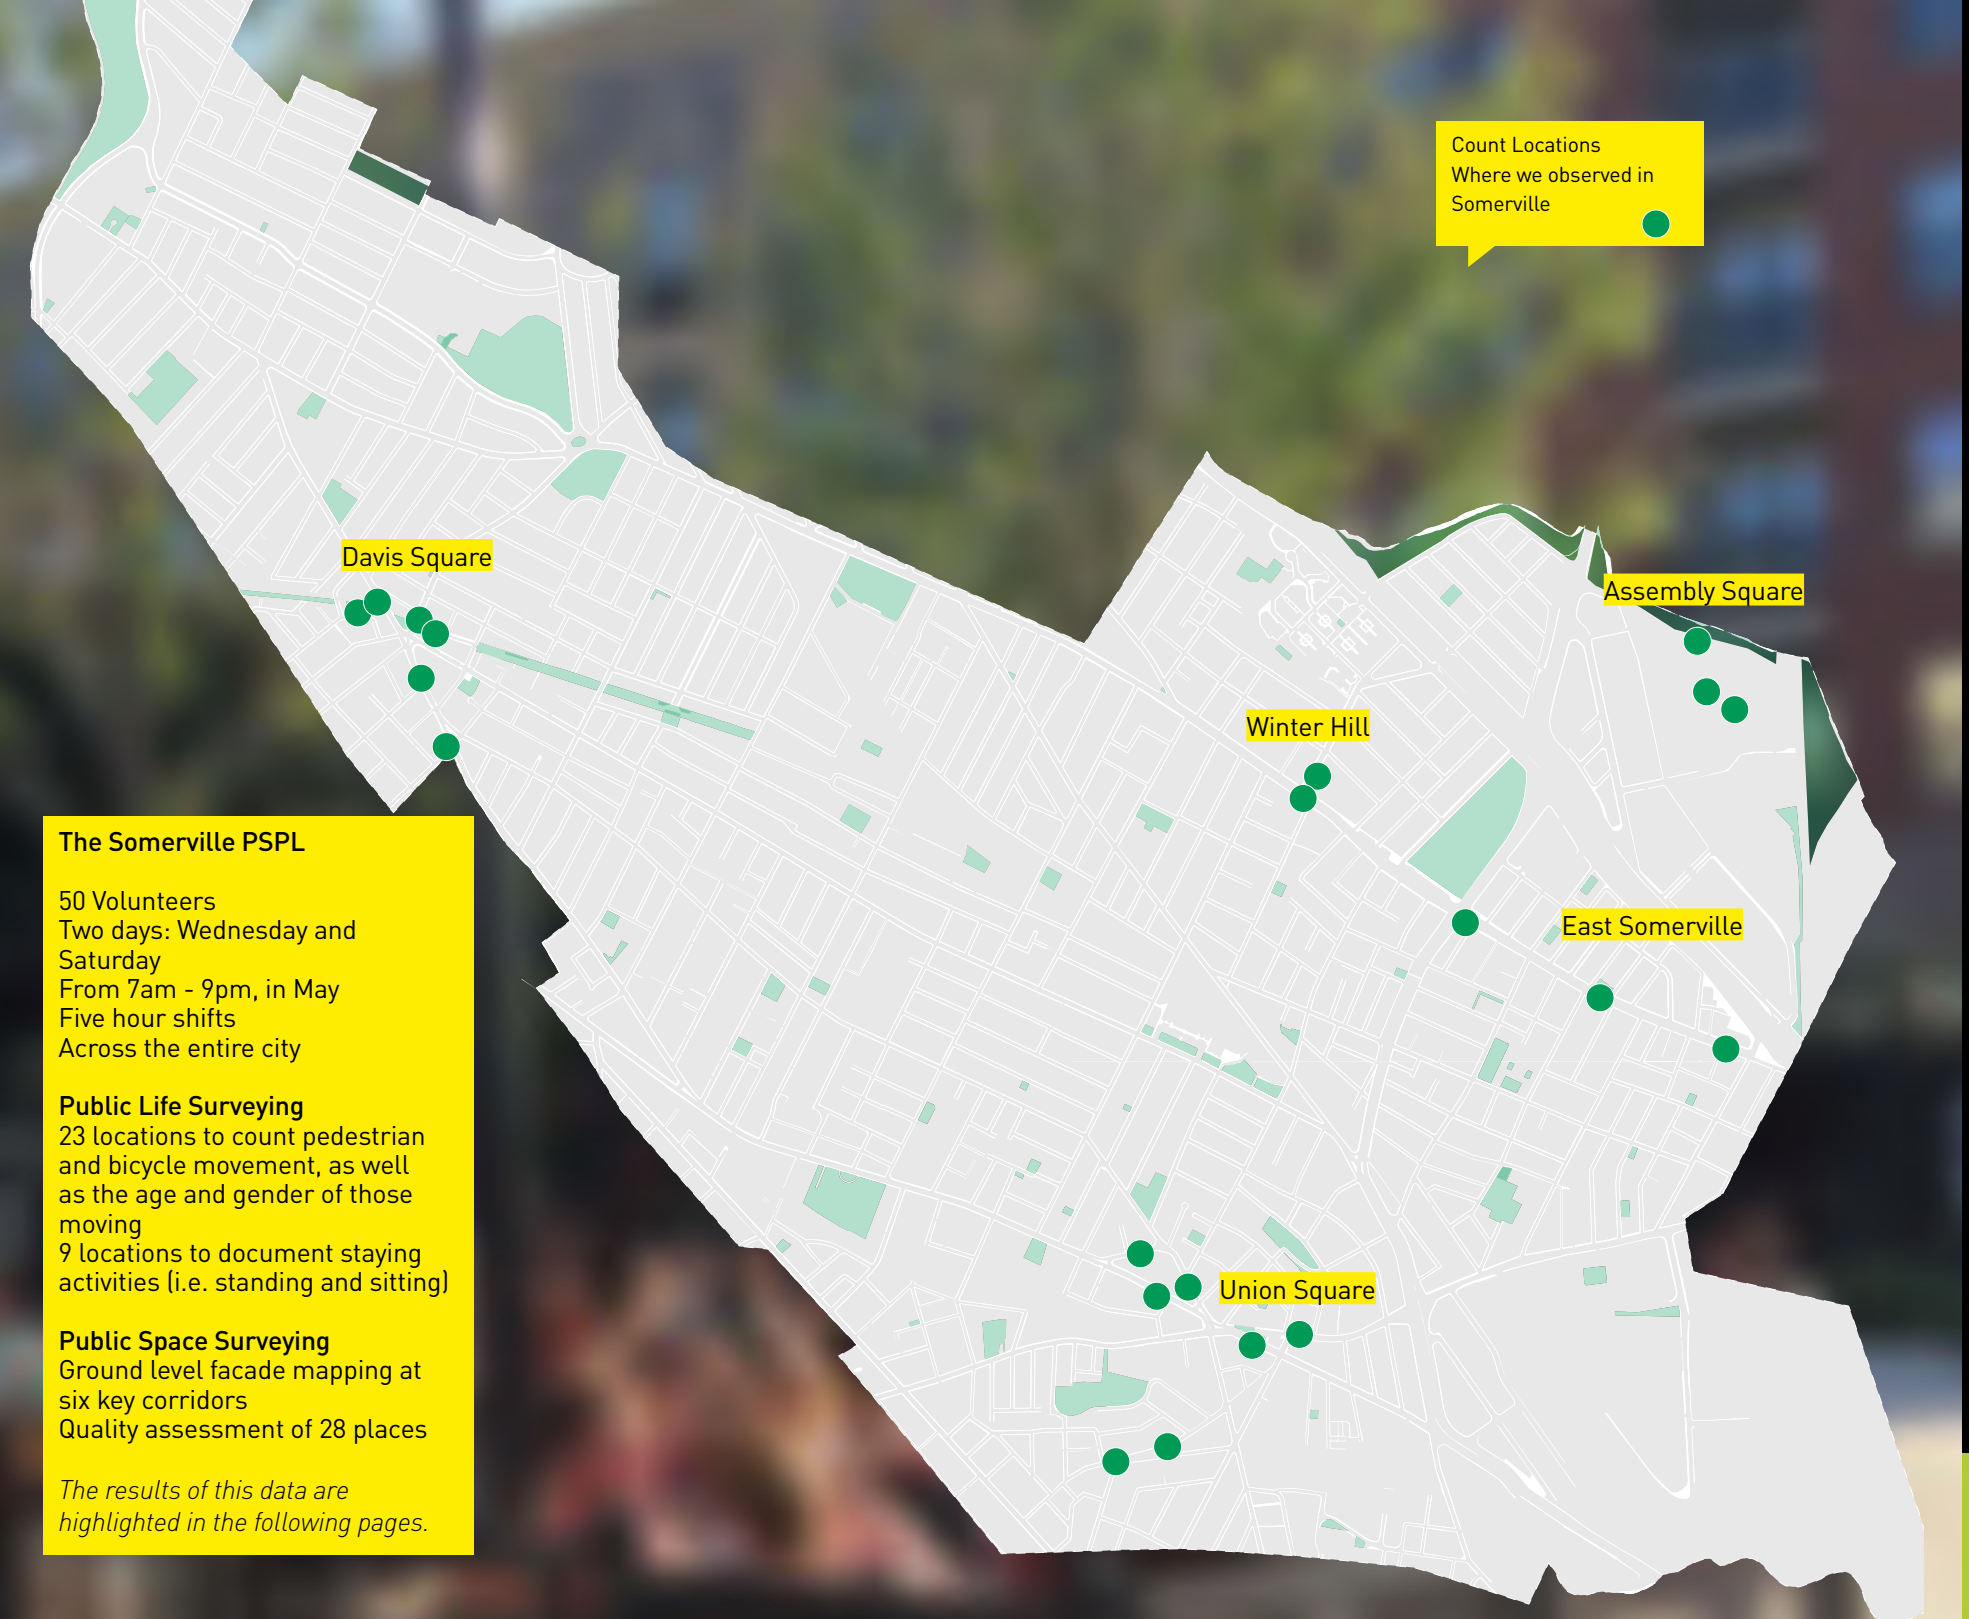 Count Locations
Where we observed in
Somerville
Davis Square
Assembly Square
Winter Hill
East Somerville
Union Square
The Somerville PSPL
50 Volunteers
Two days: Wednesday and
Saturday
From 7am - 9pm, in May
Five hour shifts
Across the entire city
Public Life Surveying
23 locations to count pedestrian
and bicycle movement, as well
as the age and gender of those
moving
9 locations to document staying
activities (i.e. standing and sitting)
Public Space Surveying
Ground level facade mapping at
six key corridors
Quality assessment of 28 places
The results of this data are
highlighted in the following pages.